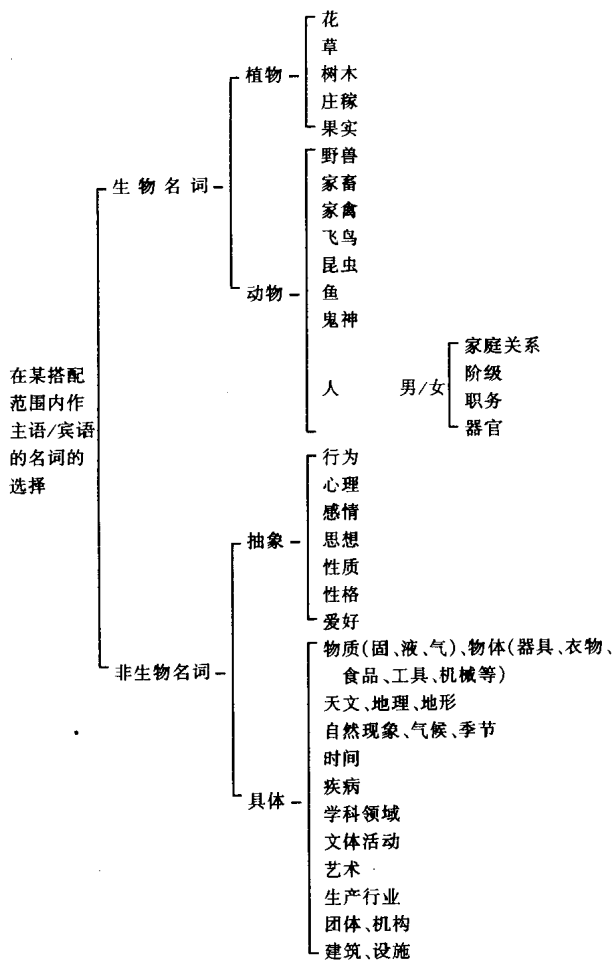 花
草
植物
树木
庄稼
果实
野兽
生物名词
家畜
家禽
飞鸟
昆虫
动物
鱼
鬼神
家庭关系
在某搭配
范围内作
主语/宾语
的名词的
选择
阶级
人 男/女
职务
器官
行为
心理
感情
抽象
思想
性质
性格
爱好
非生物名词
物质(固、液、气)、物体(器具、衣物、
食品、工具、机械等)
天文、地理、地形
自然现象、气候、季节
时间
疾病
具体
学科领域
文体活动
艺术
生产行业
团体、机构
建筑、设施